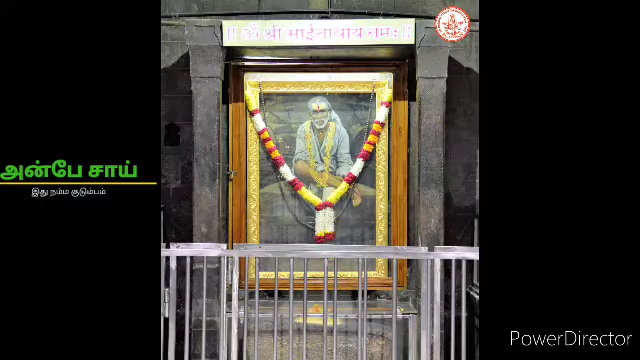 ॥ ॐ श्री साईनाथाय नमः ॥
அன்பே சாய்
இது நம்ம குடும்பம்
PowerDirector